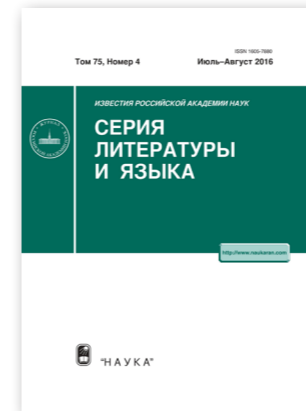 ISSN 1605-7880
Том 75, Номер 4
Июль–Август 2016
ИЗВЕСТИЯ РОССИЙСКОЙ АКАДЕМИИ НАУК
СЕРИЯ
ЛИТЕРАТУРЫ
И ЯЗЫКА
http://www.naukaran.com
"НАУКА"